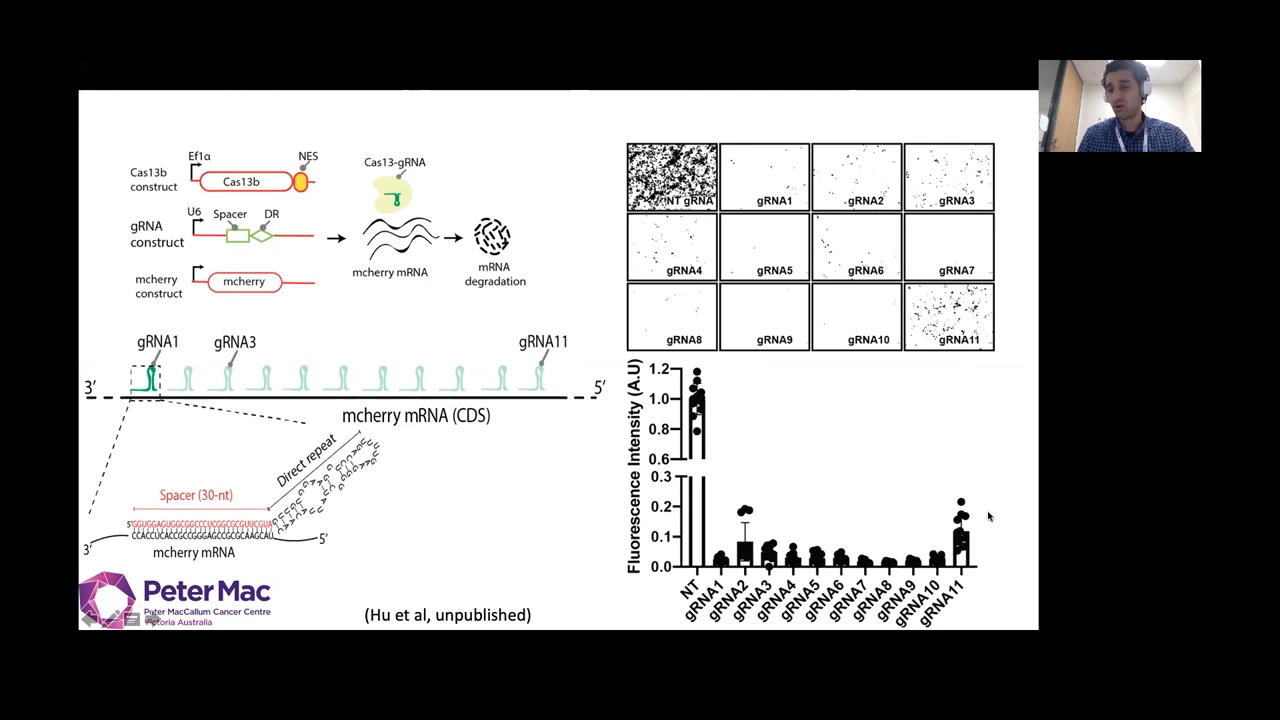 Ef1α
NES
Cas13b
construct
Cas13b
U6
Spacer
DR
gRNA
construct
mcherry
construct
mcherry
Cas13-gRNA
mcherry mRNA
mRNA
degradation
gRNA1
gRNA3
gRNA11
3′
5′
mcherry mRNA (CDS)
Direct repeat
Spacer (30-nt)
5'GGUGGAGUGGCGGCCCUCGGCGCGUUCGUA
CCACCUCACCGCCGGGAGCCGCGCAAGCAU
3′
5′
mcherry mRNA
Peter Mac
Peter MacCallum Cancer Centre
Victoria Australia
(Hu et al, unpublished)
NT gRNA
gRNA1
gRNA2
gRNA3
gRNA4
gRNA5
gRNA6
gRNA7
gRNA8
gRNA9
gRNA10
gRNA11
Fluorescence Intensity (A.U)
1.2
1.0
0.8
0.6
0.3
0.2
0.1
0.0
NT
gRNA1
gRNA2
gRNA3
gRNA4
gRNA5
gRNA6
gRNA7
gRNA8
gRNA9
gRNA10
gRNA11